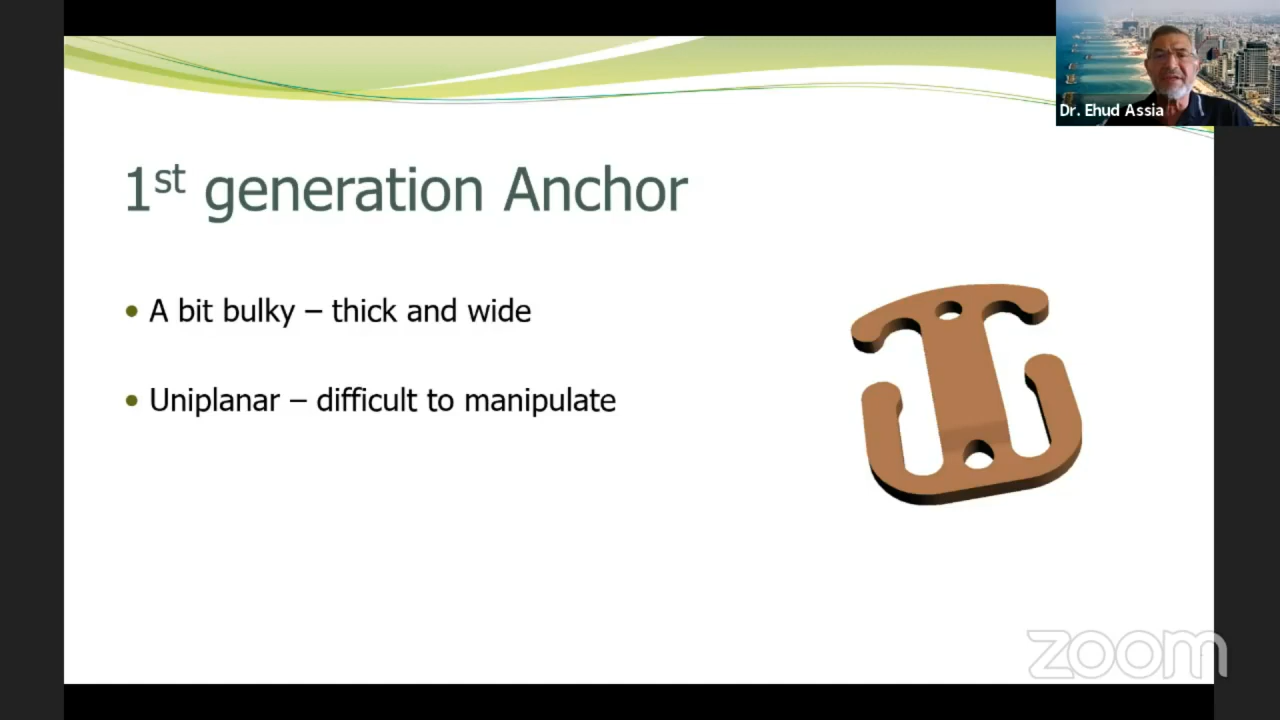 Dr. Ehud Assia
1st generation Anchor
• A bit bulky – thick and wide
• Uniplanar – difficult to manipulate
zoom